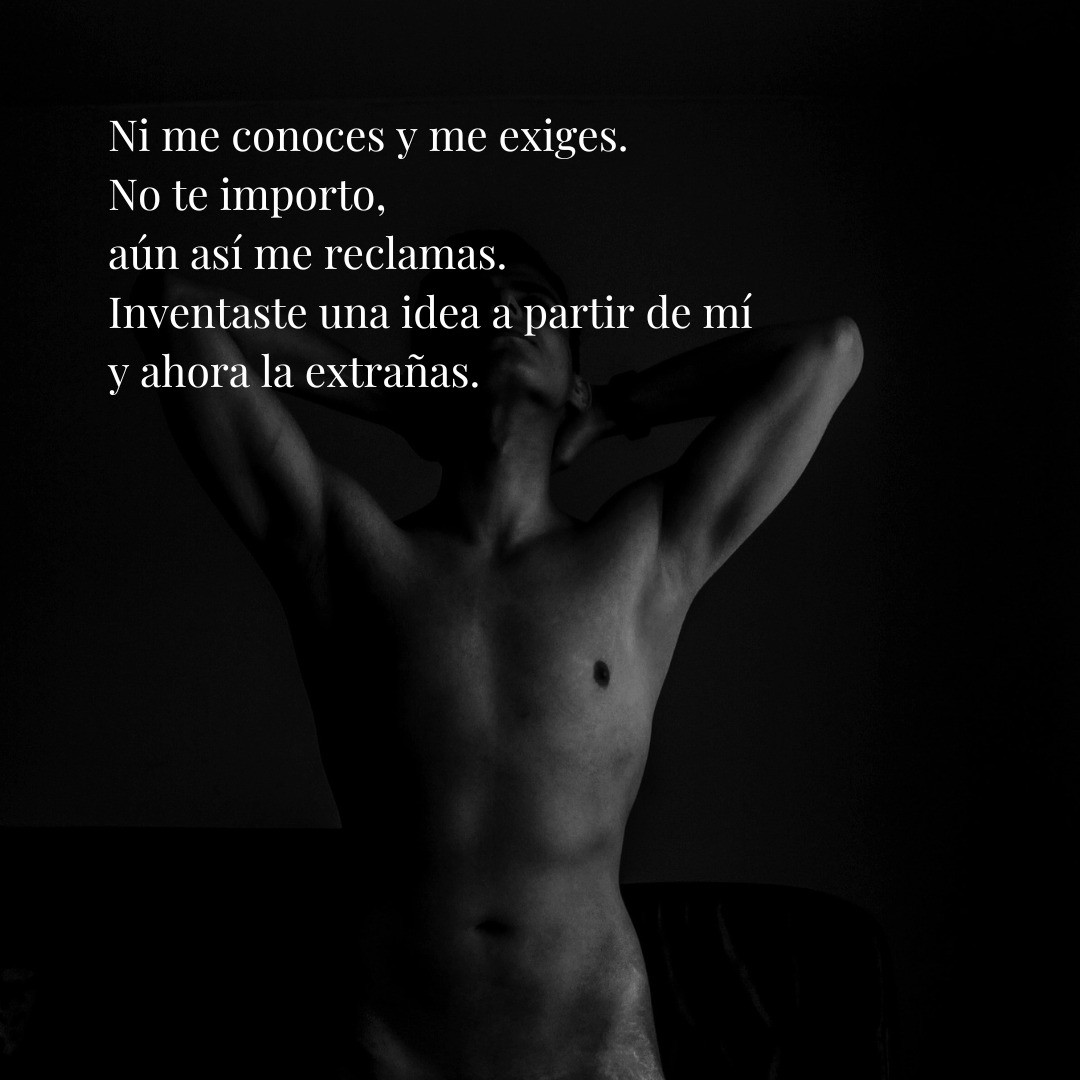 Ni me conoces y me exiges.
No te importo,
aún así me reclamas.
Inventaste una idea a partir de mí
y ahora la extrañas.